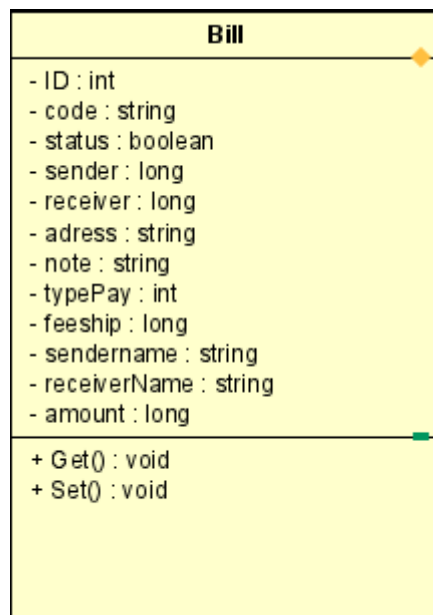 Bill
- ID : int
- code : string
- status : boolean
- sender : long
- receiver : long
- adress : string
- note : string
- typePay : int
- feeship : long
- sendername : string
- receiverName : string
- amount : long
+ Get() : void
+ Set() : void